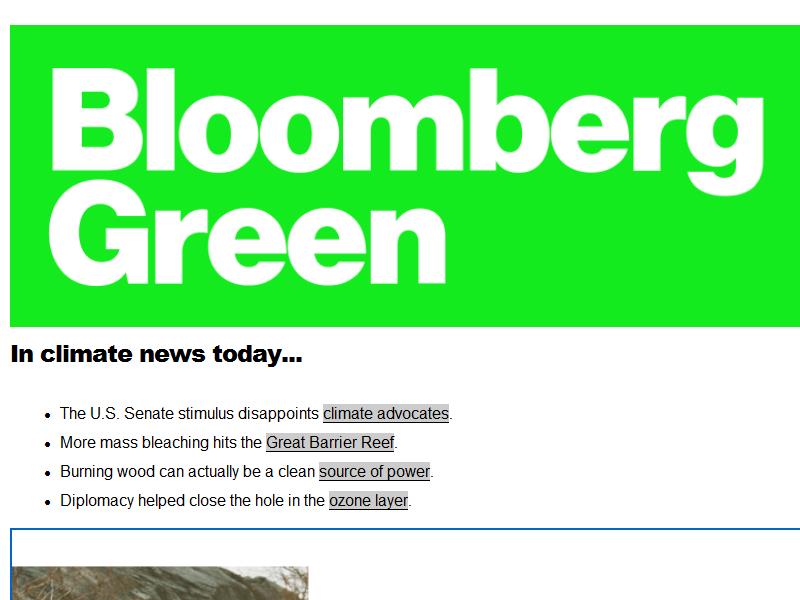 Bloomberg
Green
In climate news today...
The U.S. Senate stimulus disappoints climate advocates.
More mass bleaching hits the Great Barrier Reef.
Burning wood can actually be a clean source of power.
Diplomacy helped close the hole in the ozone layer.